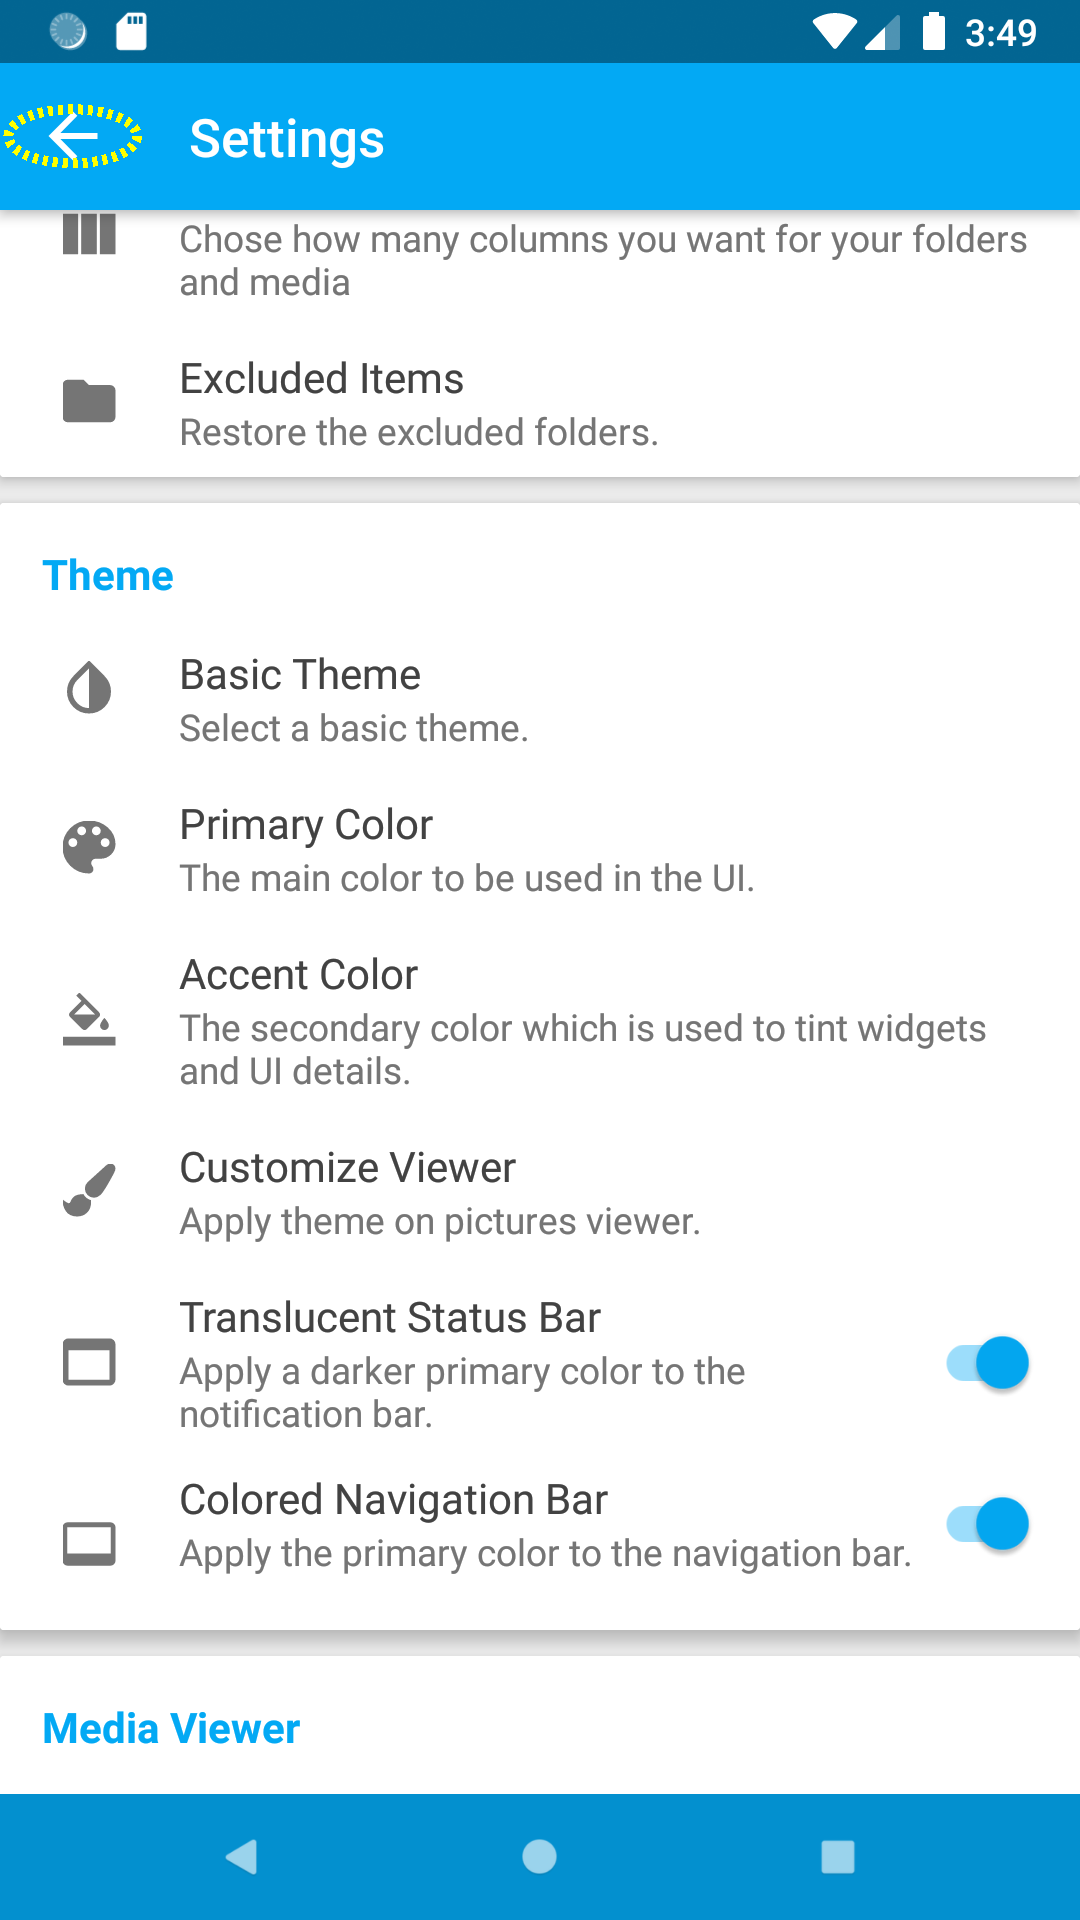 3:49
Settings
Chose how many columns you want for your folders
and media
Excluded Items
Restore the excluded folders.
Theme
Basic Theme
Select a basic theme.
Primary Color
The main color to be used in the UI.
Accent Color
The secondary color which is used to tint widgets
and UI details.
Customize Viewer
Apply theme on pictures viewer.
Translucent Status Bar
Apply a darker primary color to the
notification bar.
Colored Navigation Bar
Apply the primary color to the navigation bar.
Media Viewer